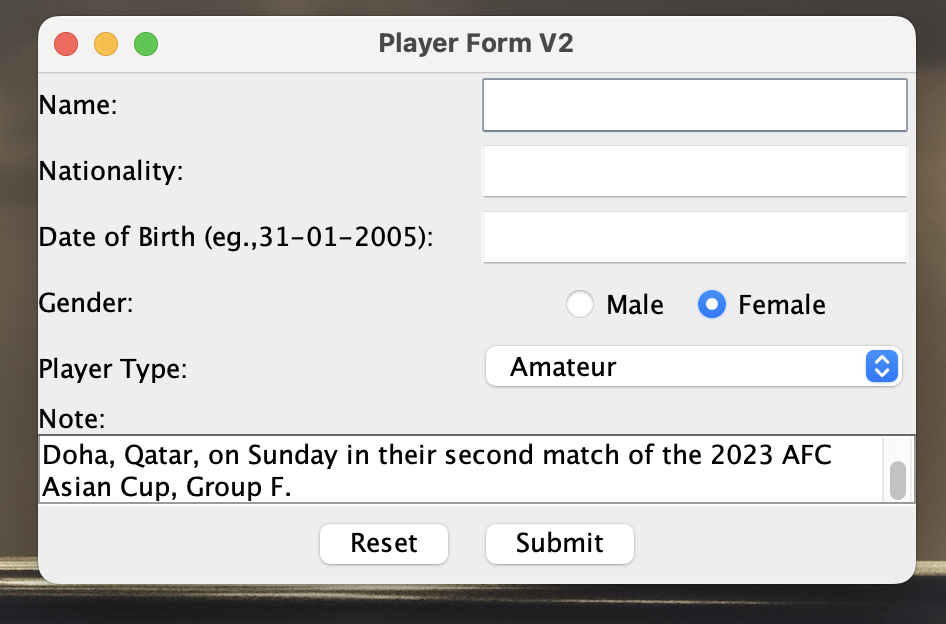 Player Form V2
Name:
Nationality:
Date of Birth (eg.,31-01-2005):
Gender:
Male
Female
Player Type:
Amateur
Note:
Doha, Qatar, on Sunday in their second match of the 2023 AFC
Asian Cup, Group F.
Reset
Submit